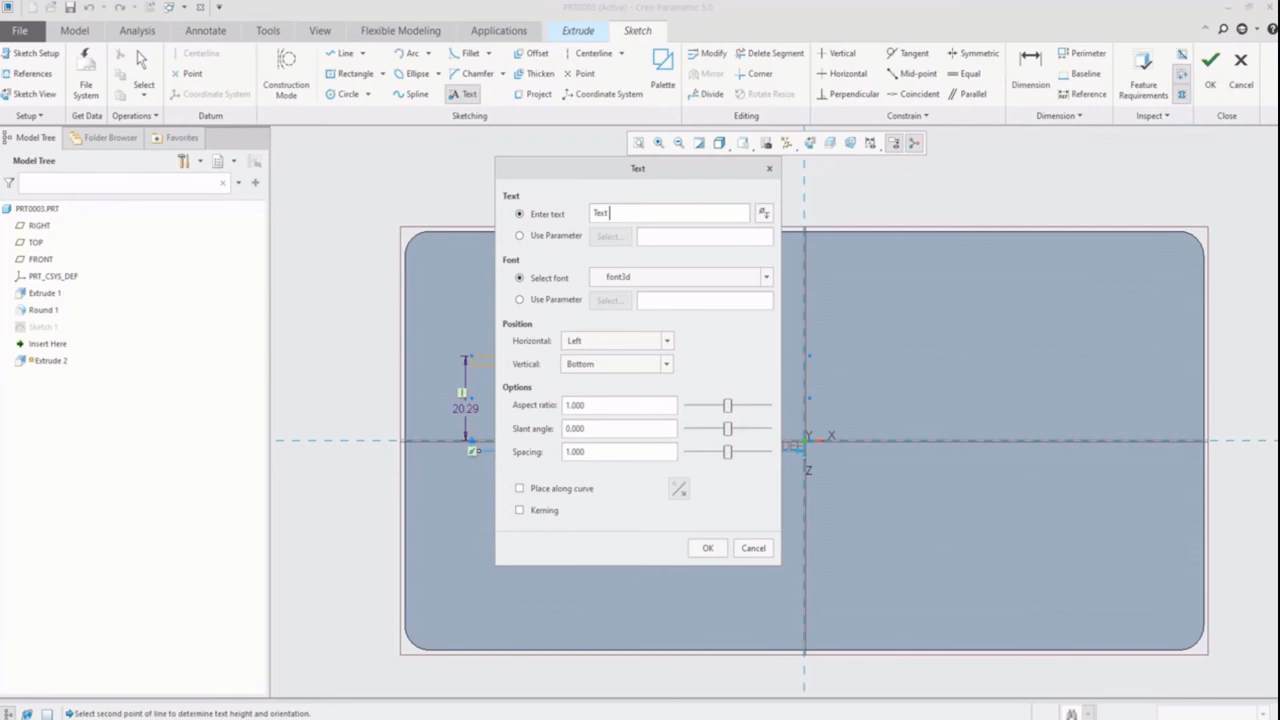 PRT0003 (Active) - Creo Parametric 5.0
File Model Analysis Annotate Tools View Flexible Modeling Applications Extrude Sketch
Sketch Setup
References
Sketch View
Setup
File System
Get Data
Select
Operations
Centerline
Point
Coordinate System
Datum
Construction Mode
Line Arc Fillet Offset Centerline
Rectangle Ellipse Chamfer Thicken Point
Circle Spline Text Project Coordinate System
Palette
Sketching
Modify Delete Segment
Mirror Corner
Divide Rotate Resize
Editing
Vertical Tangent Symmetric
Horizontal Mid-point Equal
Perpendicular Coincident Parallel
Constrain
Dimension
Perimeter
Baseline
Reference
Dimension
Feature Requirements
Inspect
OK Cancel
Close
Model Tree Folder Browser Favorites
Model Tree
PRT0003.PRT
RIGHT
TOP
FRONT
PRT_CSYS_DEF
Extrude 1
Round 1
Sketch 1
Insert Here
Extrude 2
Text
Text
Enter text Text
Use Parameter Select...
Font
Select font font3d
Use Parameter Select...
Position
Horizontal: Left
Vertical: Bottom
Options
Aspect ratio: 1.000
Slant angle: 0.000
Spacing: 1.000
Place along curve
Kerning
OK Cancel
20.29
Y X
Z
Select second point of line to determine text height and orientation.